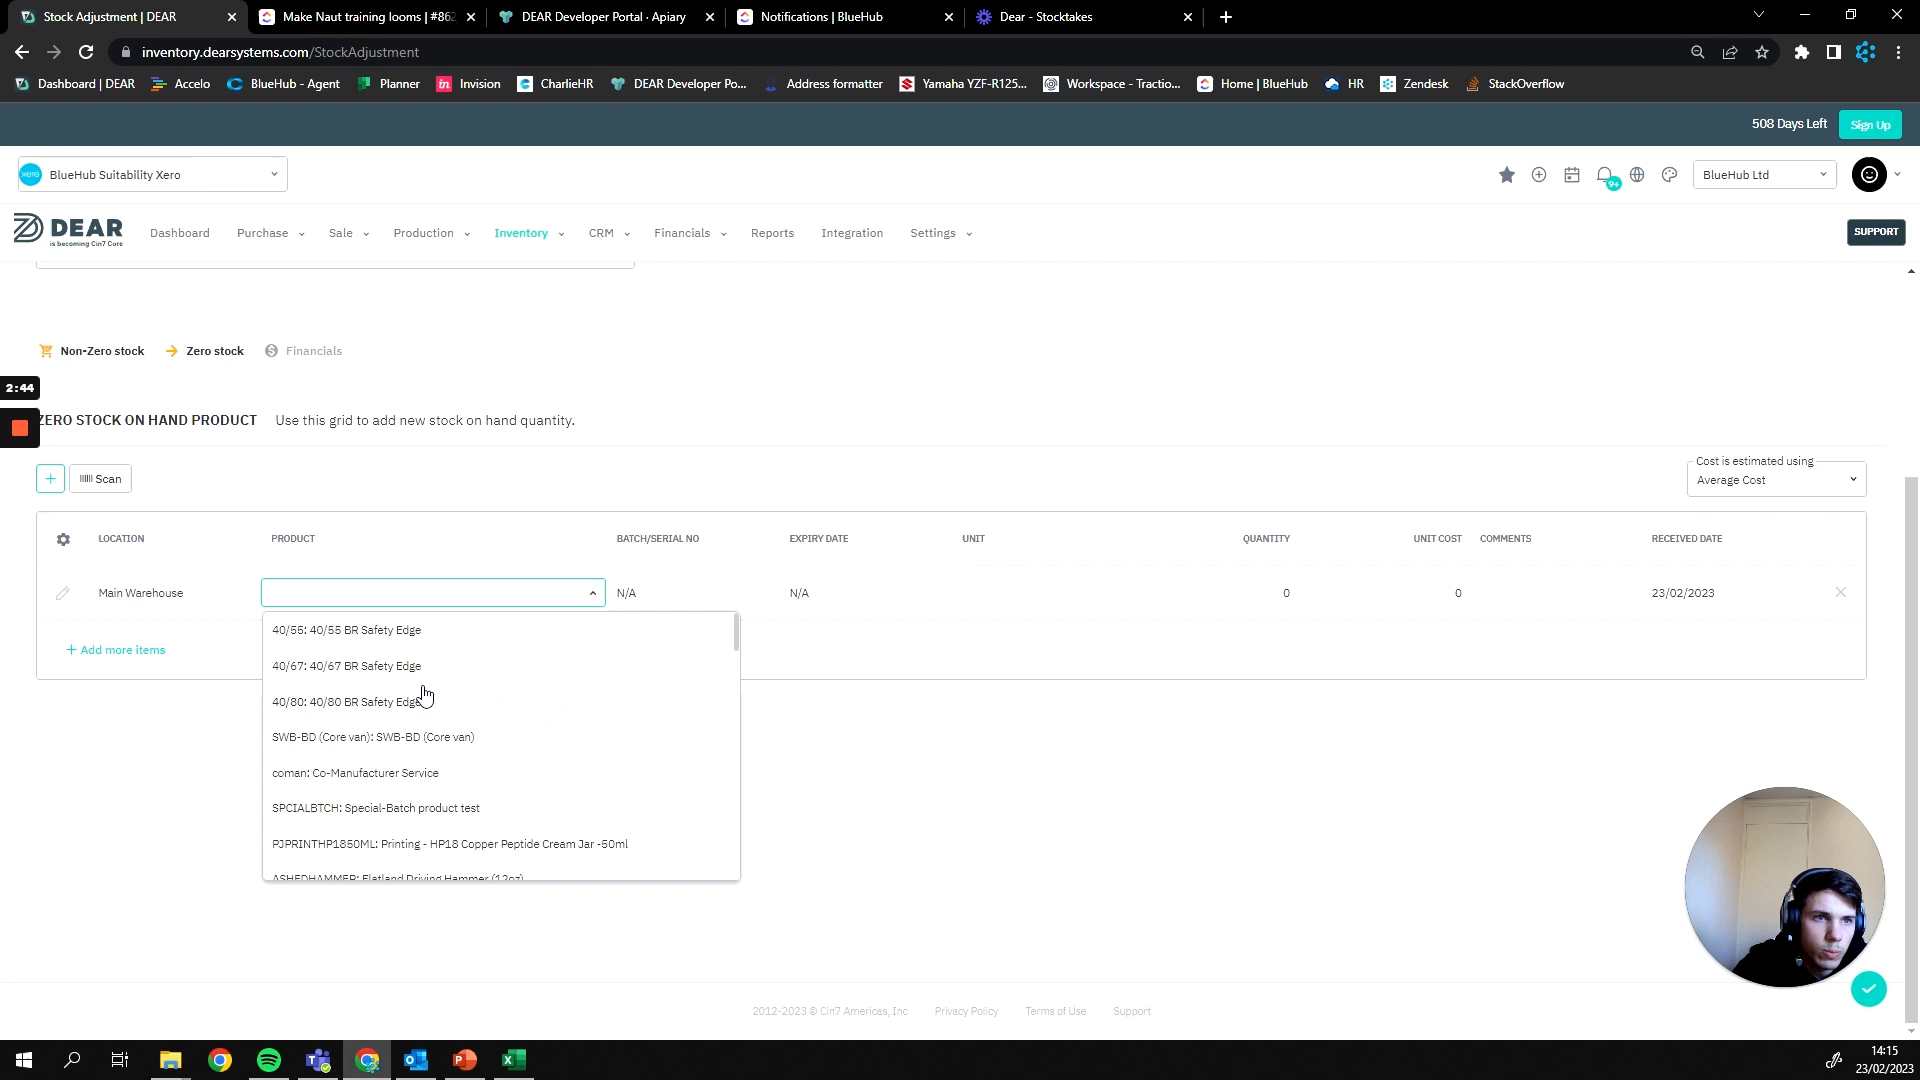 Stock Adjustment | DEAR
Make Naut training looms | #862
DEAR Developer Portal · Apiary
Notifications | BlueHub
Dear - Stocktakes
inventory.dearsystems.com/StockAdjustment
Dashboard | DEAR
Accelo
BlueHub - Agent
Planner
in
Invision
CharlieHR
DEAR Developer Po...
Address formatter
Yamaha YZF-R125...
Workspace - Tractio...
Home | BlueHub
HR
Zendesk
StackOverflow
508 Days Left
Sign Up
xero
BlueHub Suitability Xero
9+
BlueHub Ltd
DEAR
is becoming Cin7 Core
Dashboard
Purchase
Sale
Production
Inventory
CRM
Financials
Reports
Integration
Settings
SUPPORT
Non-Zero stock
Zero stock
Financials
2:44
ZERO STOCK ON HAND PRODUCT
Use this grid to add new stock on hand quantity.
+
Scan
Cost is estimated using
Average Cost
LOCATION
PRODUCT
BATCH/SERIAL NO
EXPIRY DATE
UNIT
QUANTITY
UNIT COST
COMMENTS
RECEIVED DATE
Main Warehouse
N/A
N/A
0
0
23/02/2023
+ Add more items
40/55: 40/55 BR Safety Edge
40/67: 40/67 BR Safety Edge
40/80: 40/80 BR Safety Edge
SWB-BD (Core van): SWB-BD (Core van)
coman: Co-Manufacturer Service
SPCIALBTCH: Special-Batch product test
PJPRINTHP1850ML: Printing - HP18 Copper Peptide Cream Jar -50ml
ASHEDHAMMER: Flatland Driving Hammer (12oz)
2012-2023 © Cin7 Americas, Inc
Privacy Policy
Terms of Use
Support
14:15
23/02/2023